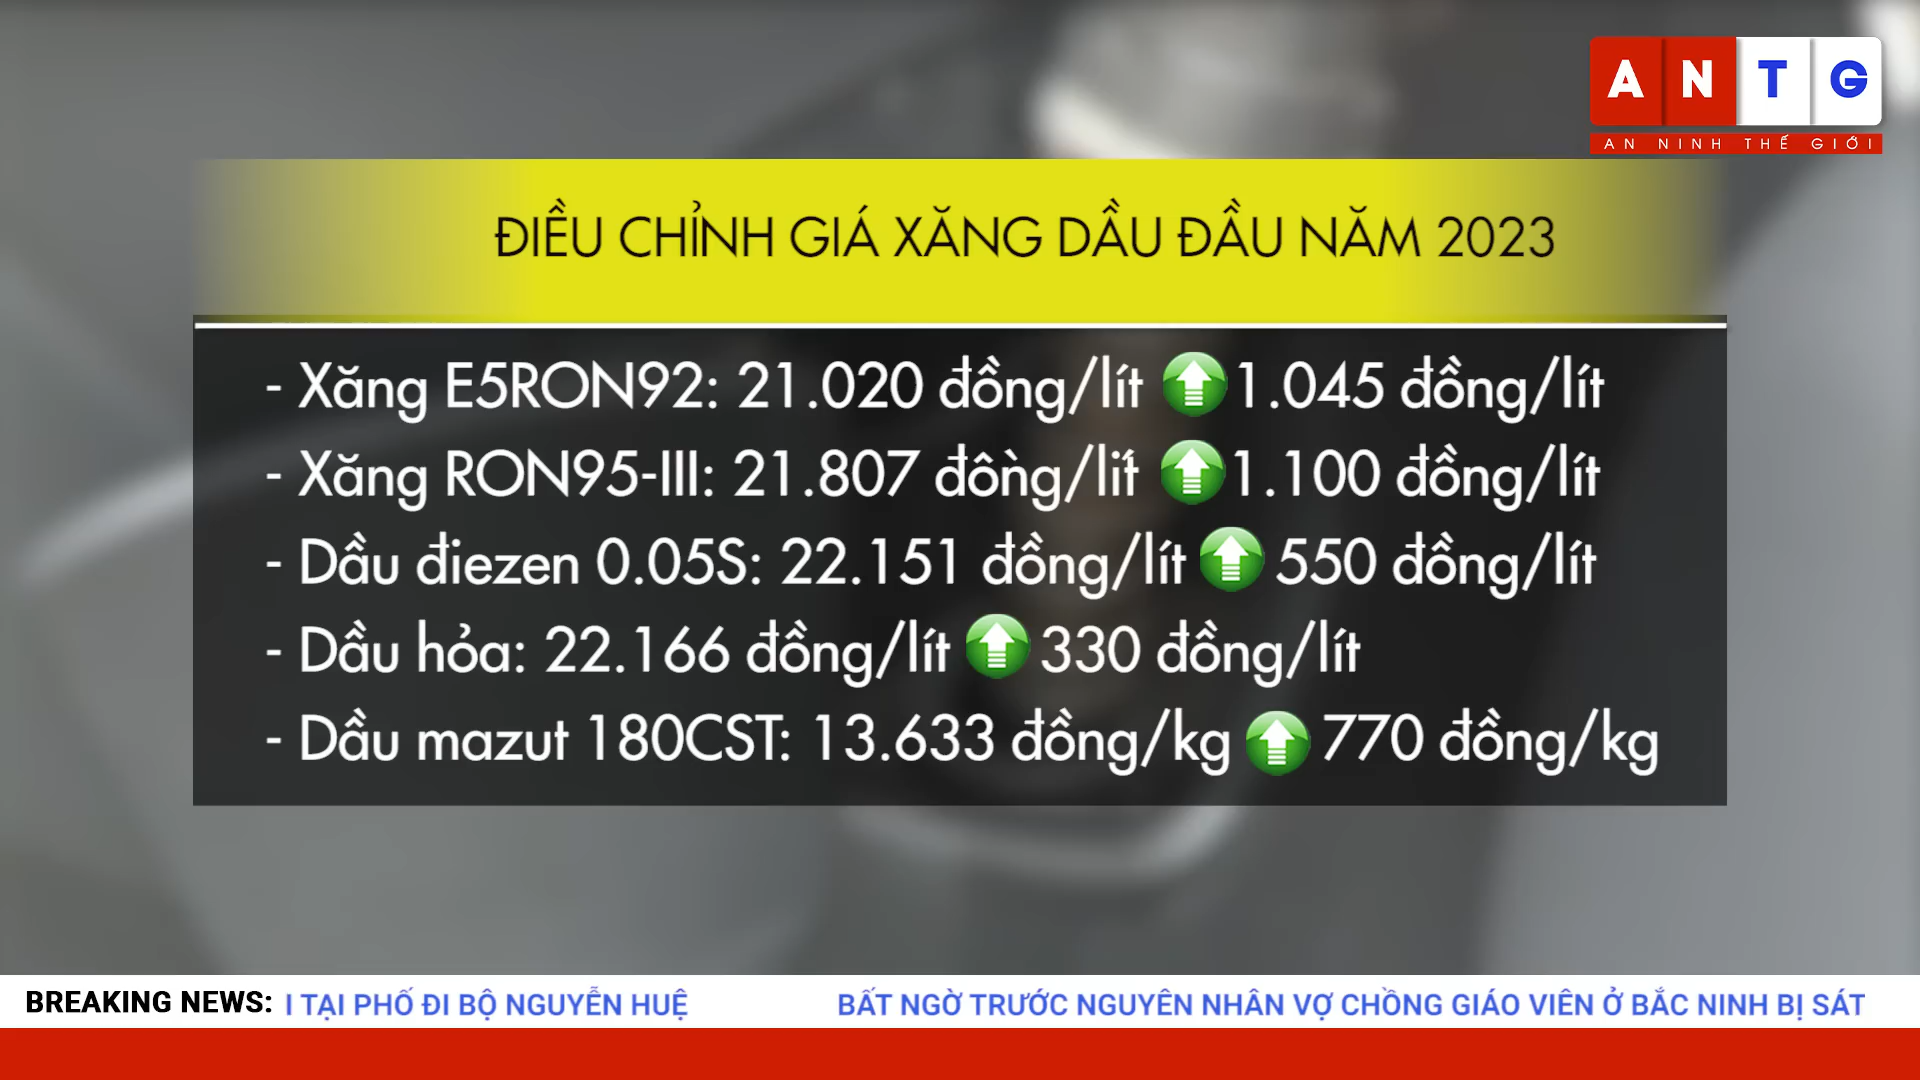 A N T G
AN NINH THẾ GIỚI
ĐIỀU CHỈNH GIÁ XĂNG DẦU ĐẦU NĂM 2023
- Xăng E5RON92: 21.020 đồng/lít 1.045 đồng/lít
- Xăng RON95-III: 21.807 đồng/lít 1.100 đồng/lít
- Dầu điezen 0.05S: 22.151 đồng/lít 550 đồng/lít
- Dầu hỏa: 22.166 đồng/lít 330 đồng/lít
- Dầu mazut 180CST: 13.633 đồng/kg 770 đồng/kg
BREAKING NEWS: I TẠI PHỐ ĐI BỘ NGUYỄN HUỆ BẤT NGỜ TRƯỚC NGUYÊN NHÂN VỢ CHỒNG GIÁO VIÊN Ở BẮC NINH BỊ SÁT